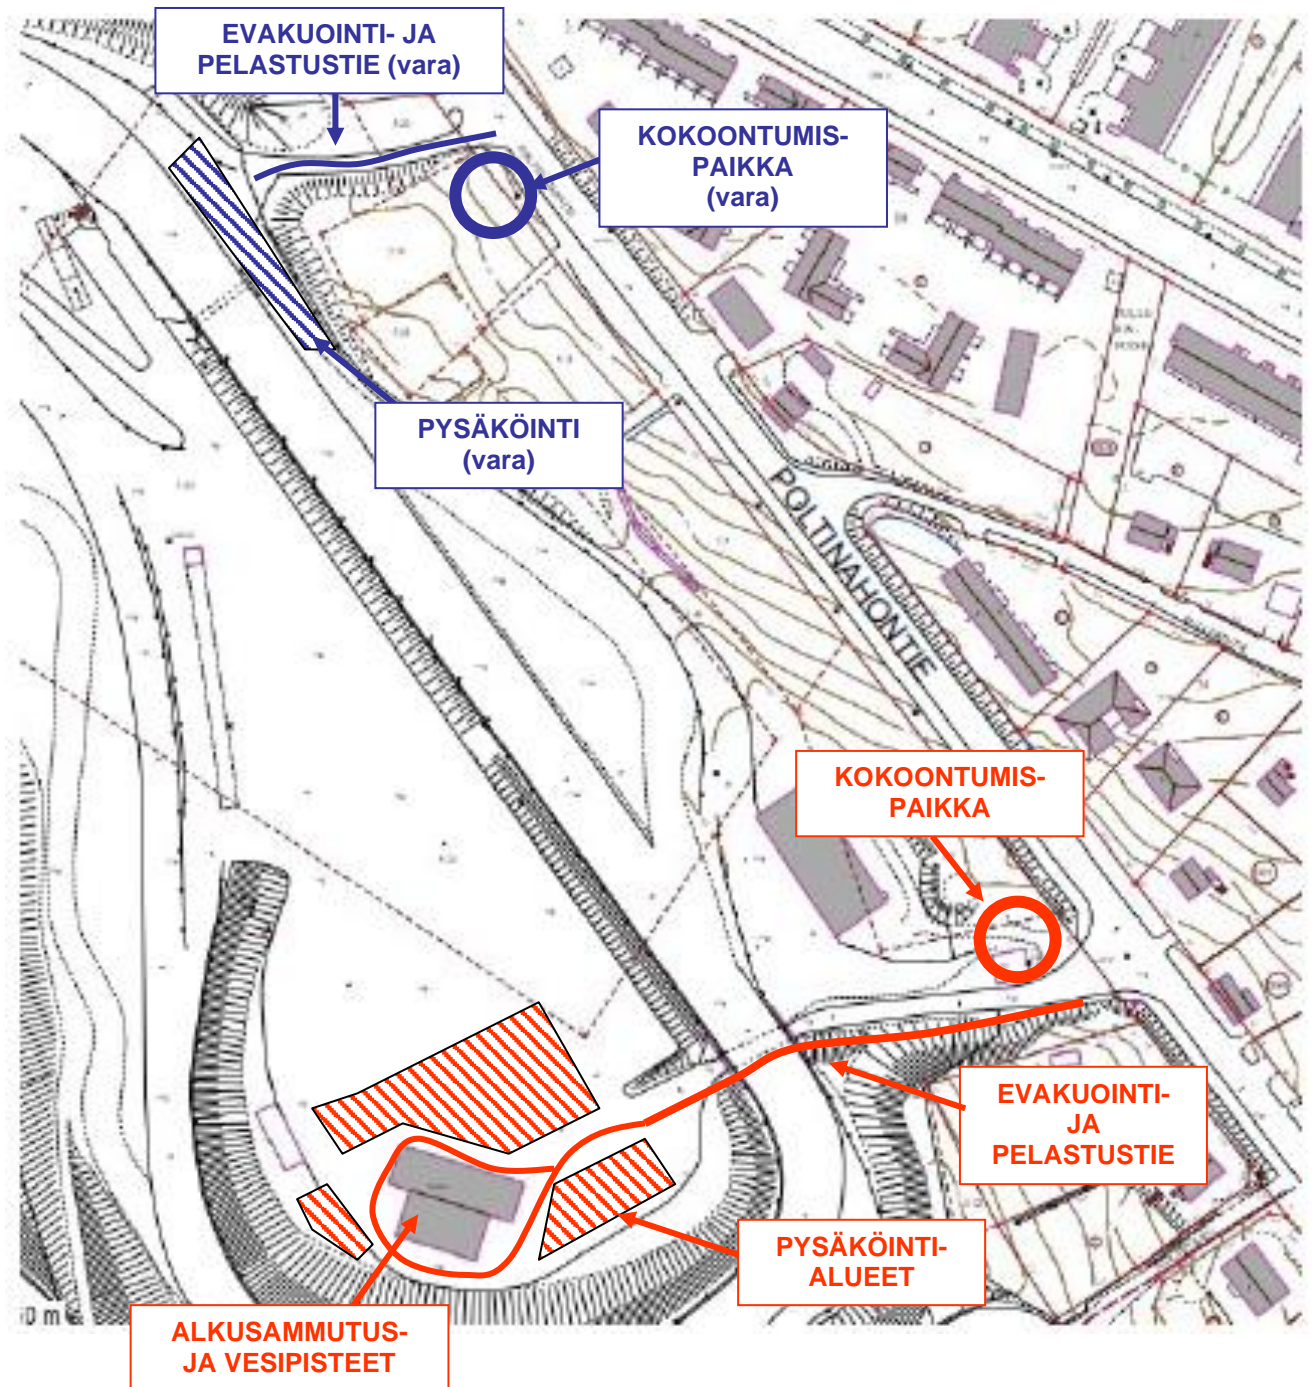 EVAKUOINTI- JA
PELASTUSTIE (vara)
KOKOONTUMIS-
PAIKKA
(vara)
PYSÄKÖINTI
(vara)
POLTINAHONTIE
KOKOONTUMIS-
PAIKKA
EVAKUOINTI-
JA
PELASTUSTIE
PYSÄKÖINTI-
ALUEET
ALKUSAMMUTUS-
JA VESIPISTEET